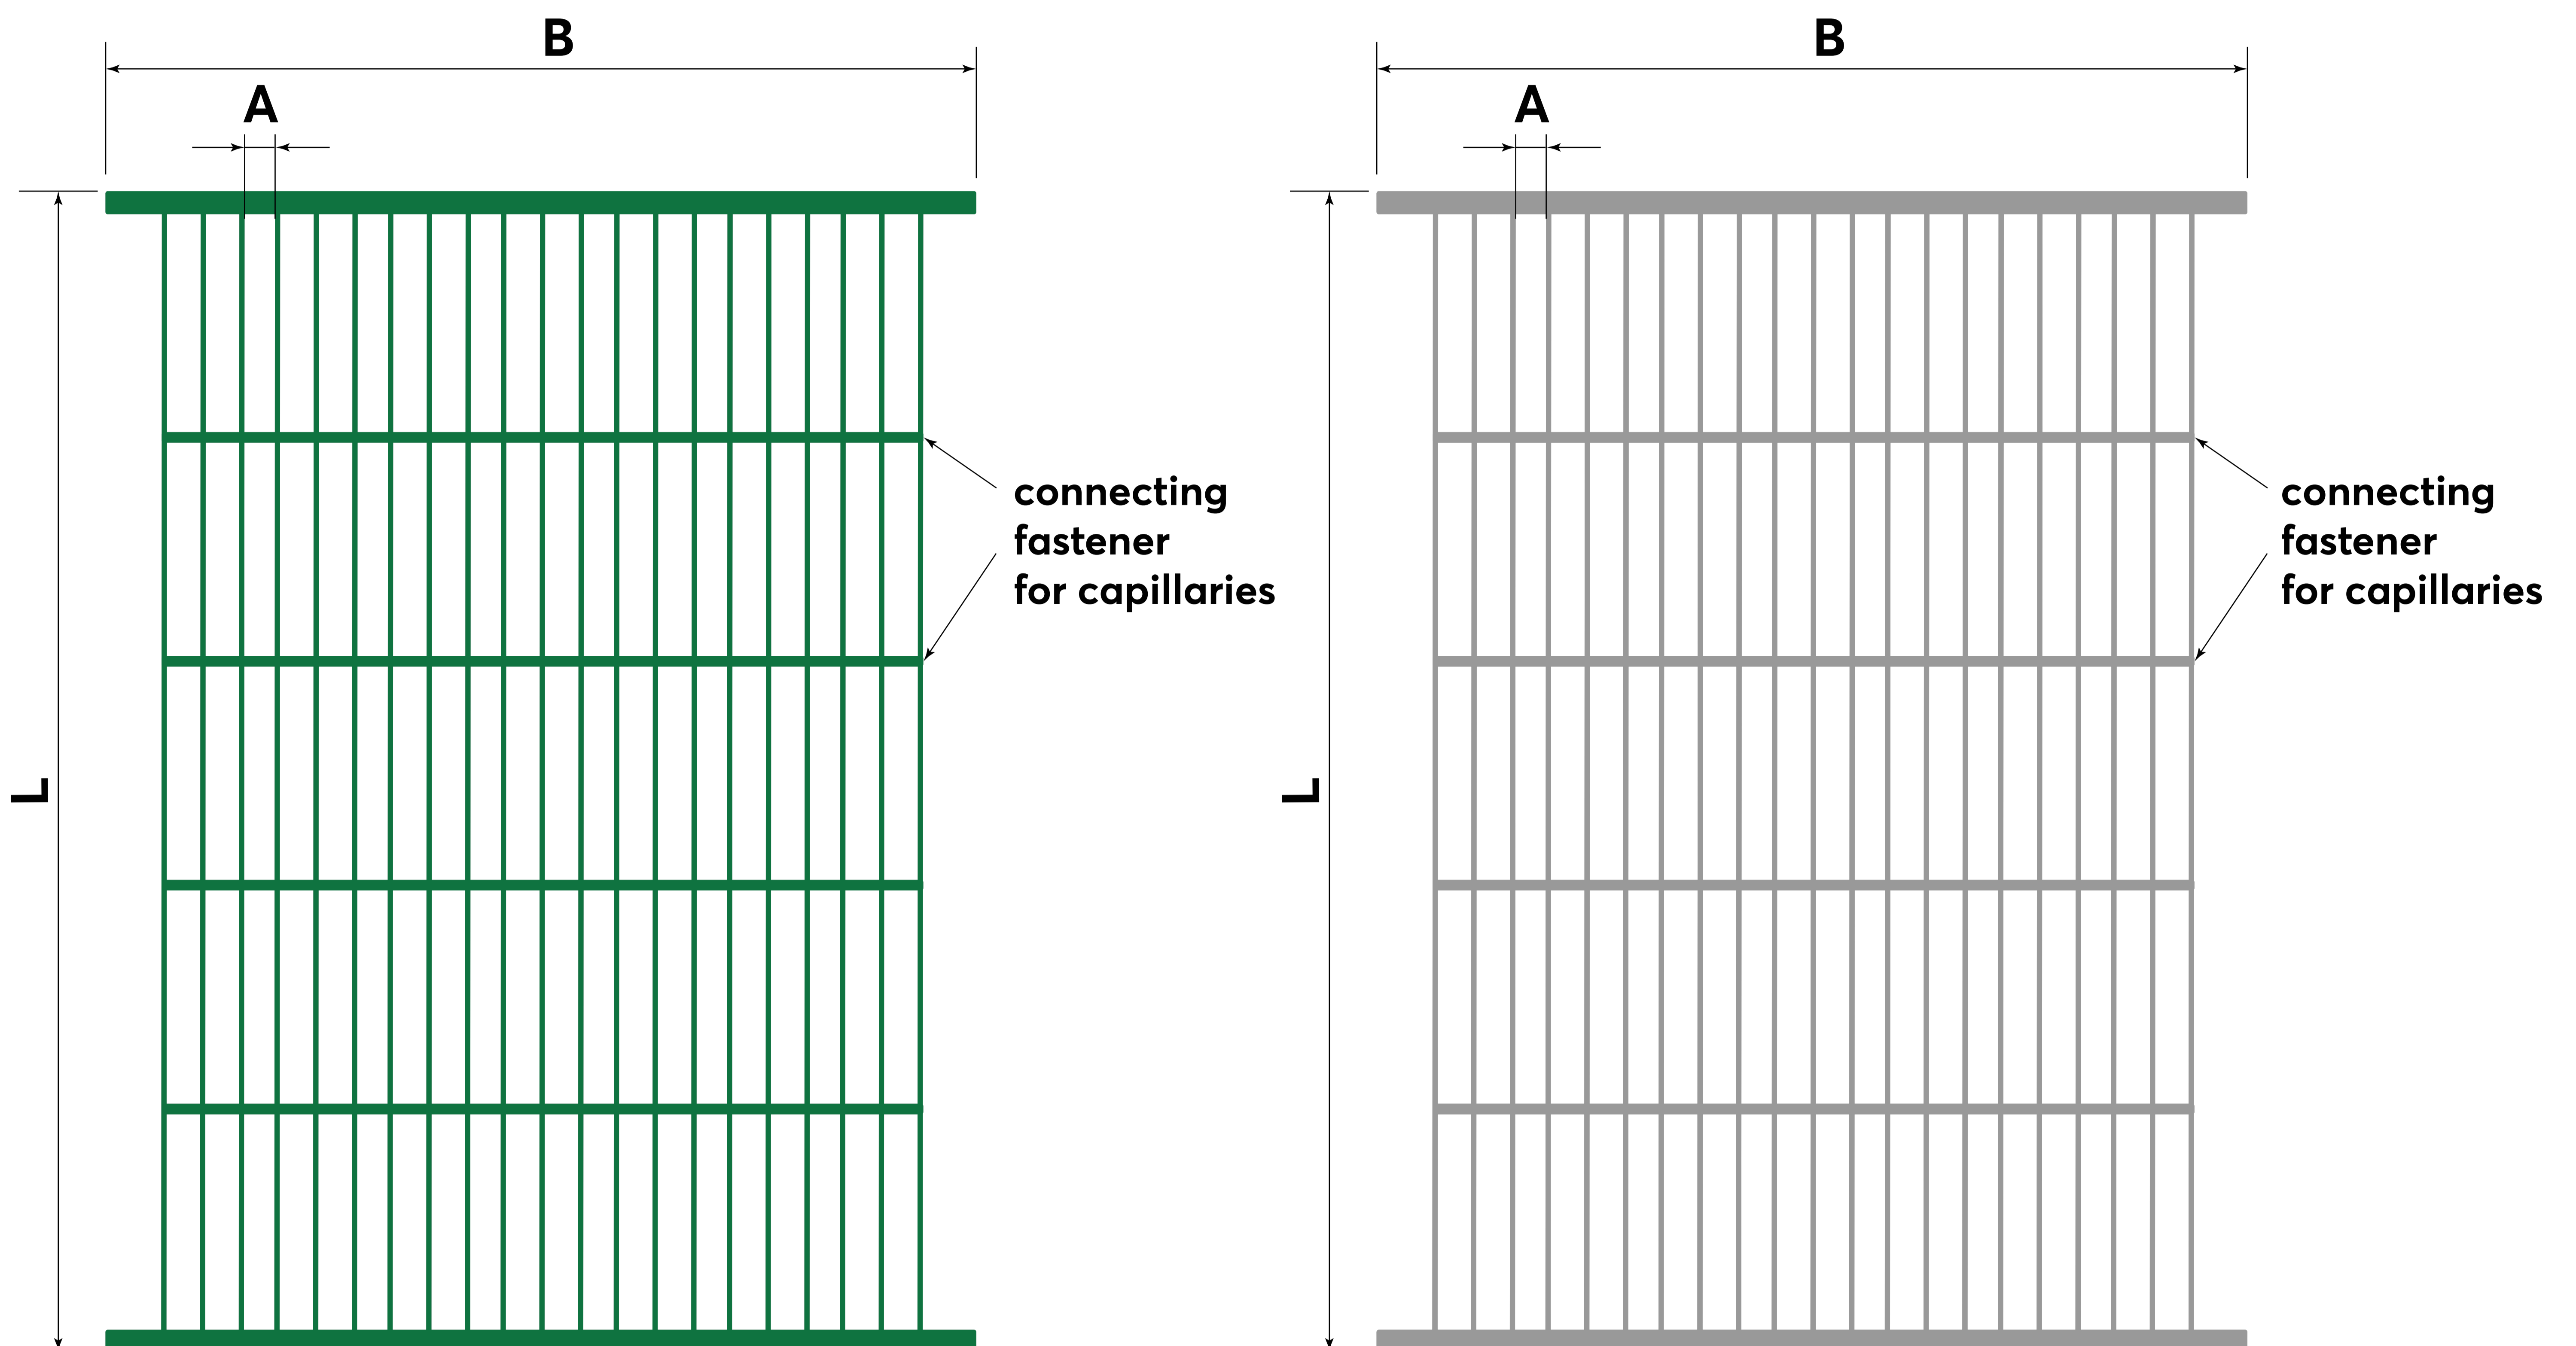 B
A
L
connecting
fastener
for capillaries
B
A
L
connecting
fastener
for capillaries